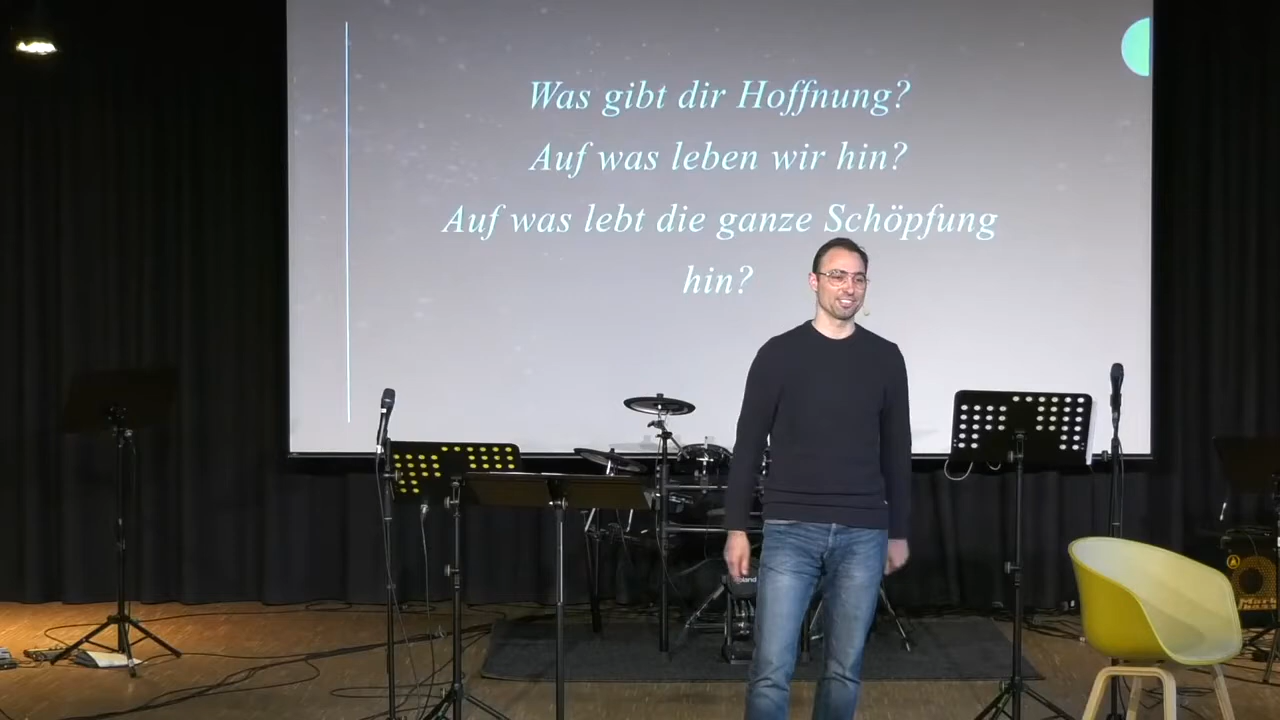 Was gibt dir Hoffnung?
Auf was leben wir hin?
Auf was lebt die ganze Schöpfung
hin?